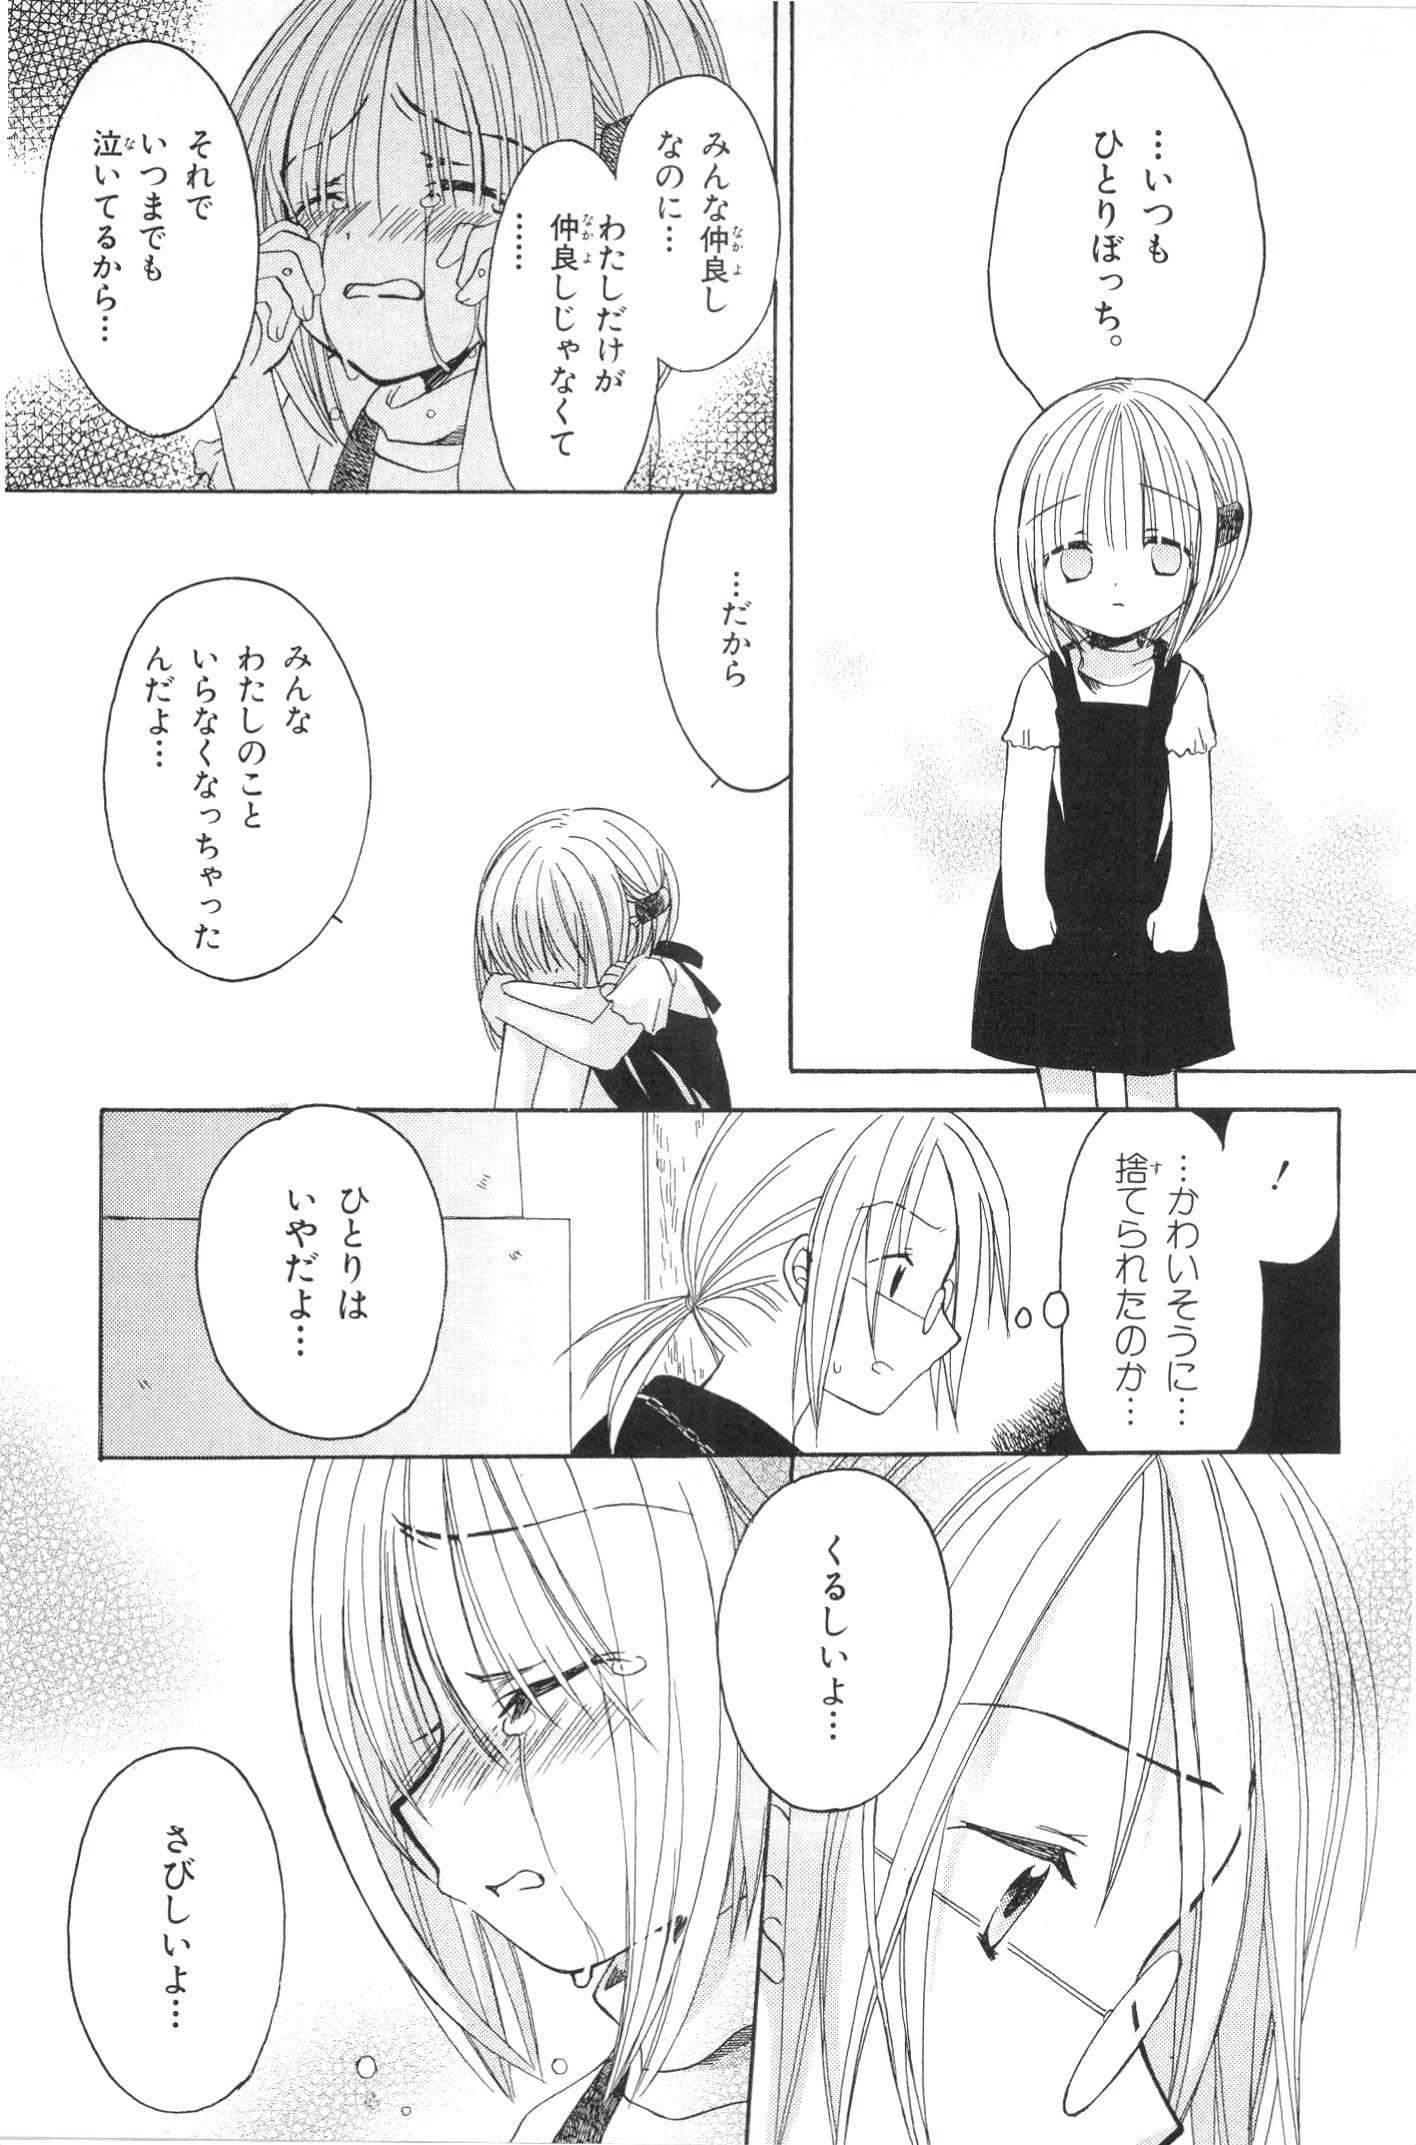 …いつも
ひとりぼっち。
みんな仲良し
なのに…
わたしだけが
仲良しじゃなくて
……
それで
いつまでも
泣いてるから…
…だから
みんな
わたしのこと
いらなくなっちゃった
んだよ…
！
…かわいそうに…
捨てられたのか…
ひとりは
いやだよ…
くるしいよ…
さびしいよ…